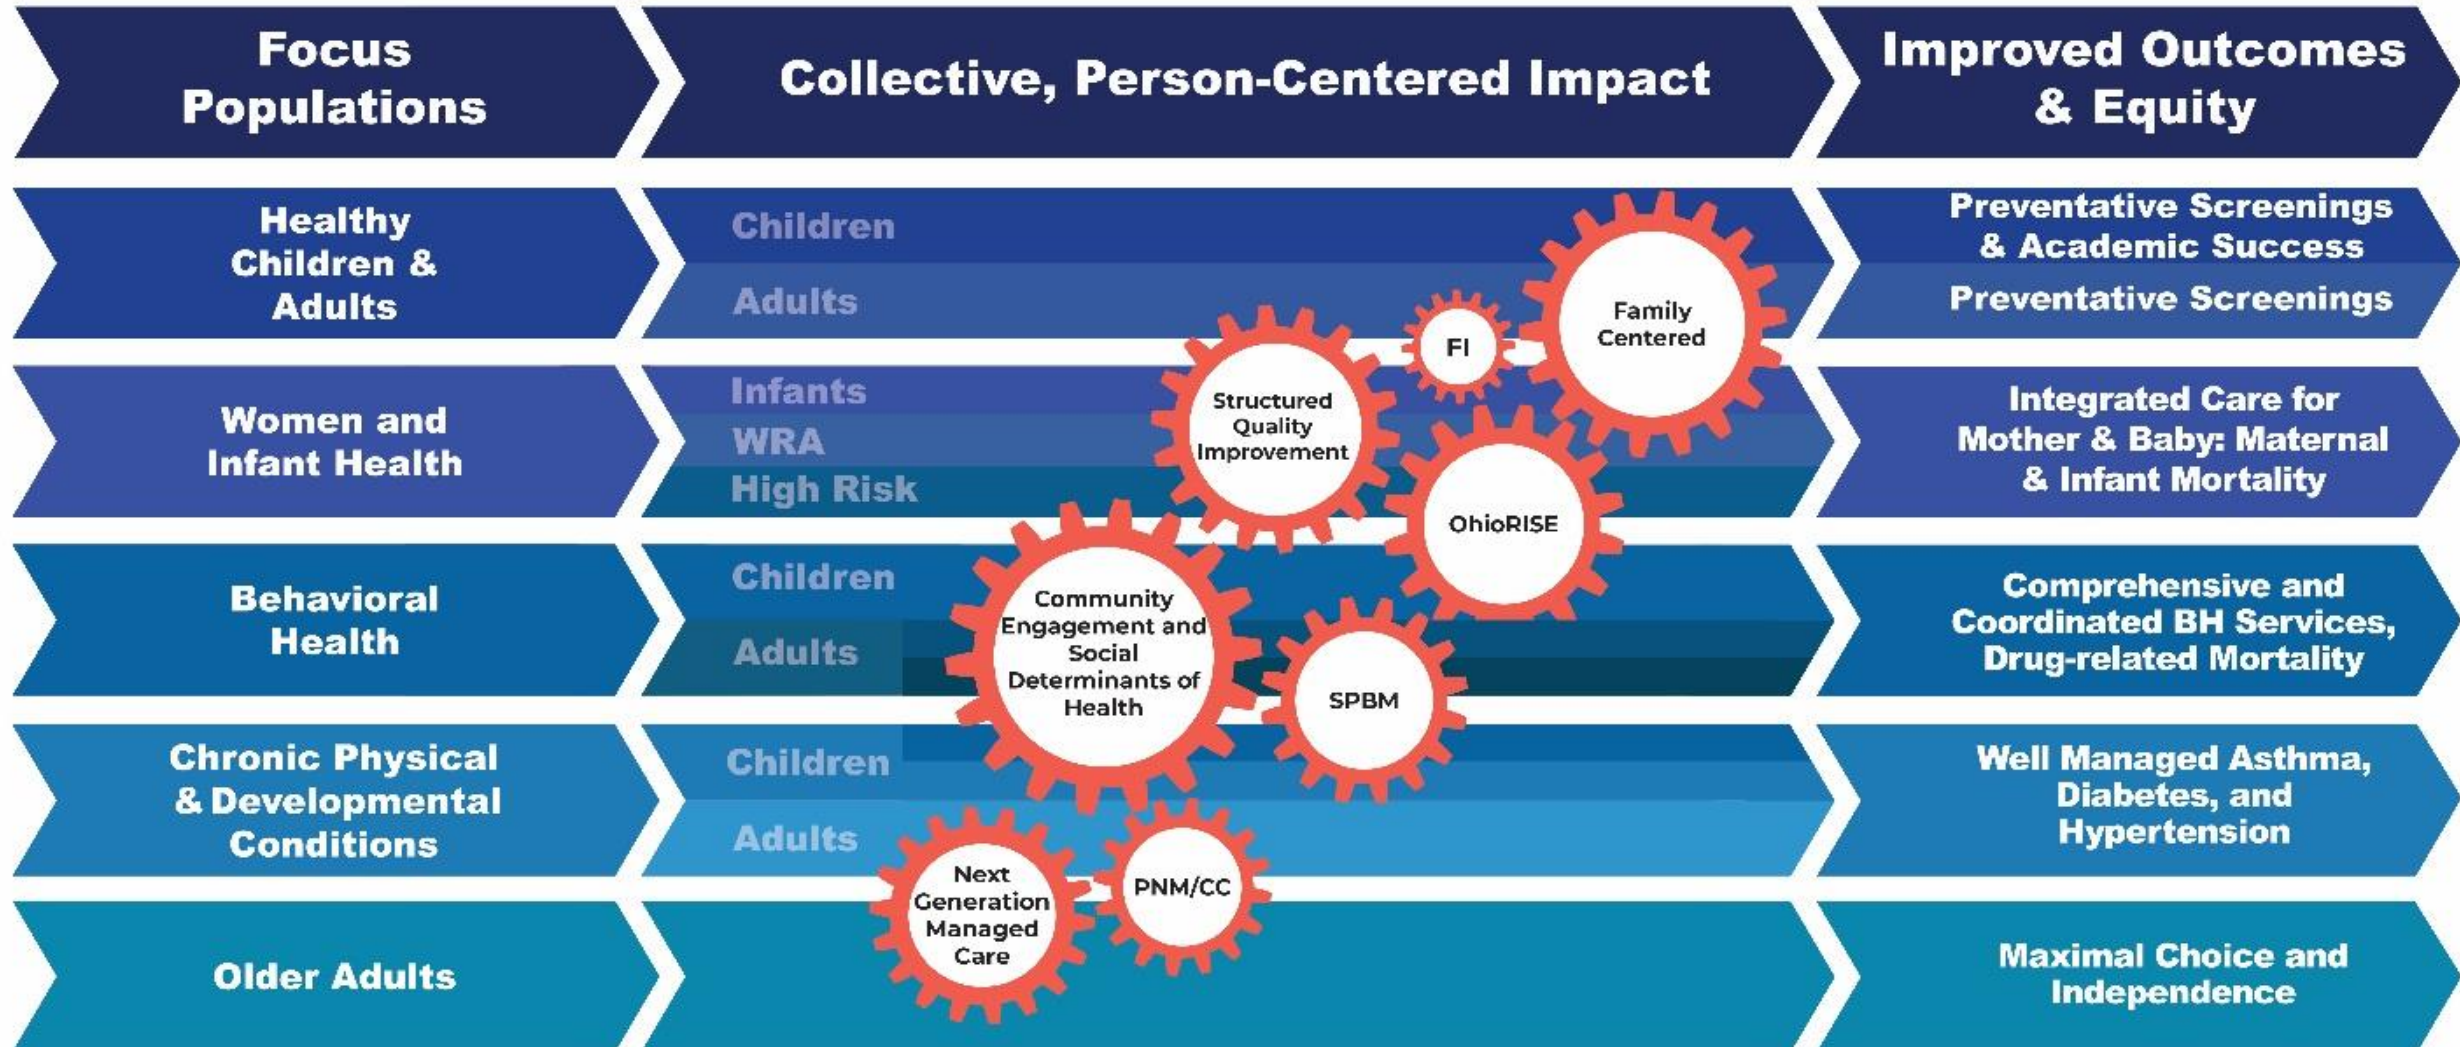 Focus
Populations
Collective, Person-Centered Impact
Improved Outcomes
& Equity
Healthy
Children &
Adults
Children
Adults
Preventative Screenings
& Academic Success
Preventative Screenings
Family
Centered
FI
Structured
Quality
Improvement
Women and
Infant Health
Infants
WRA
High Risk
Integrated Care for
Mother & Baby: Maternal
& Infant Mortality
OhioRISE
Behavioral
Health
Children
Adults
Community
Engagement and
Social
Determinants of
Health
SPBM
Comprehensive and
Coordinated BH Services,
Drug-related Mortality
Chronic Physical
& Developmental
Conditions
Children
Adults
Well Managed Asthma,
Diabetes, and
Hypertension
Next
Generation
Managed
Care
PNM/CC
Older Adults
Maximal Choice and
Independence